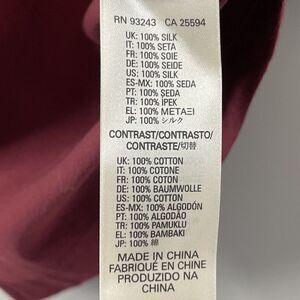 RN 93243 CA 25594
UK: 100% SILK
IT: 100% SETA
FR: 100% SOIE
DE: 100% SEIDE
US: 100% SILK
ES-MX: 100% SEDA
PT: 100% SEDA
TR: 100% İPEK
EL: 100% ΜΕΤΑΞΙ
JP: 100% シルク
CONTRAST/CONTRASTO/
CONTRASTE/切替
UK: 100% COTTON
IT: 100% COTONE
FR: 100% COTON
DE: 100% BAUMWOLLE
US: 100% COTTON
ES-MX: 100% ALGODÓN
PT: 100% ALGODÃO
TR: 100% PAMUKLU
EL: 100% ΒΑΜΒΑΚΙ
JP: 100% 綿
MADE IN CHINA
FABRIQUÉ EN CHINE
PRODUZIDO NA
CHINA